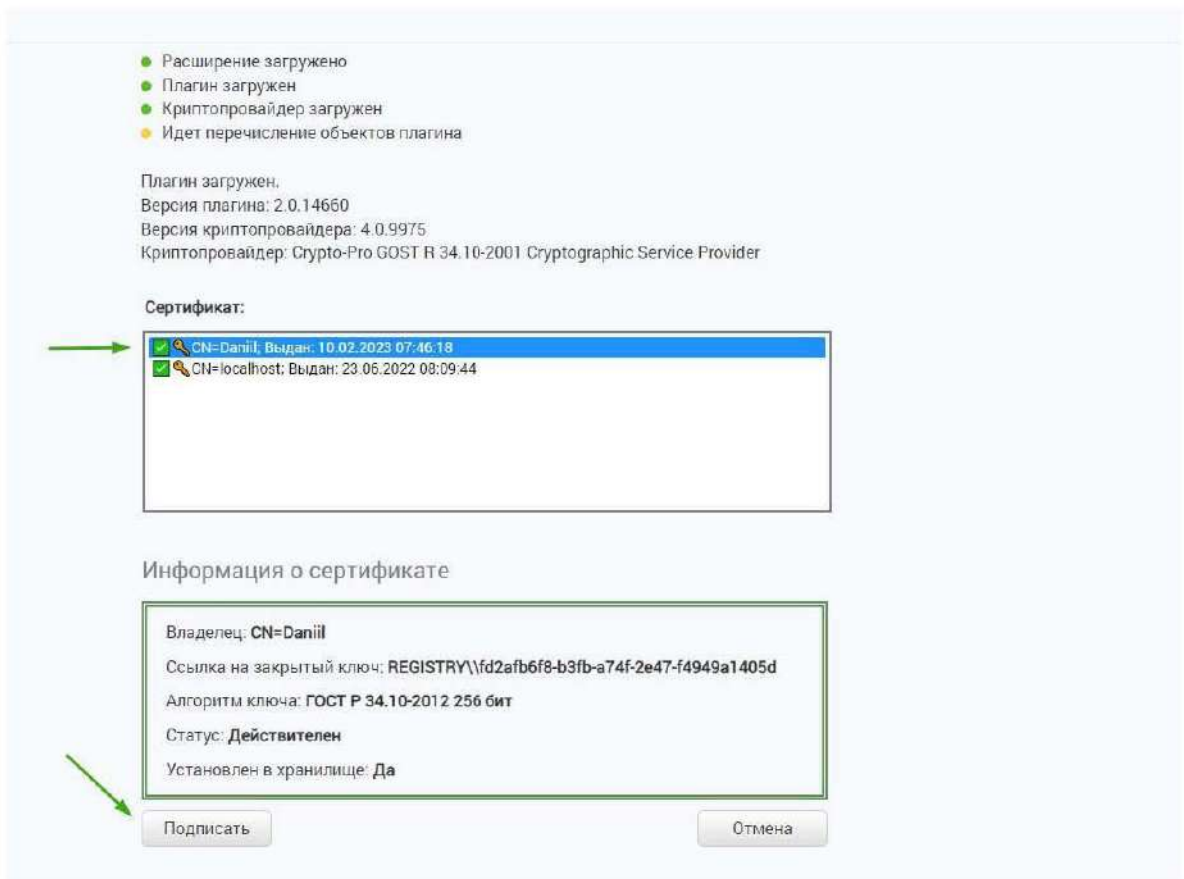 Расширение загружено
Плагин загружен
Криптопровайдер загружен
Идет перечисление объектов плагина
Плагин загружен.
Версия плагина: 2.0.14660
Версия криптопровайдера: 4.0.9975
Криптопровайдер: Crypto-Pro GOST R 34.10-2001 Cryptographic Service Provider
Сертификат:
CN=Daniil; Выдан: 10.02.2023 07:46:18
CN=localhost; Выдан: 23.06.2022 08:09:44
Информация о сертификате
Владелец: CN=Daniil
Ссылка на закрытый ключ: REGISTRY\\fd2afb6f8-b3fb-a74f-2e47-f4949a1405d
Алгоритм ключа: ГОСТ Р 34.10-2012 256 бит
Статус: Действителен
Установлен в хранилище: Да
Подписать
Отмена